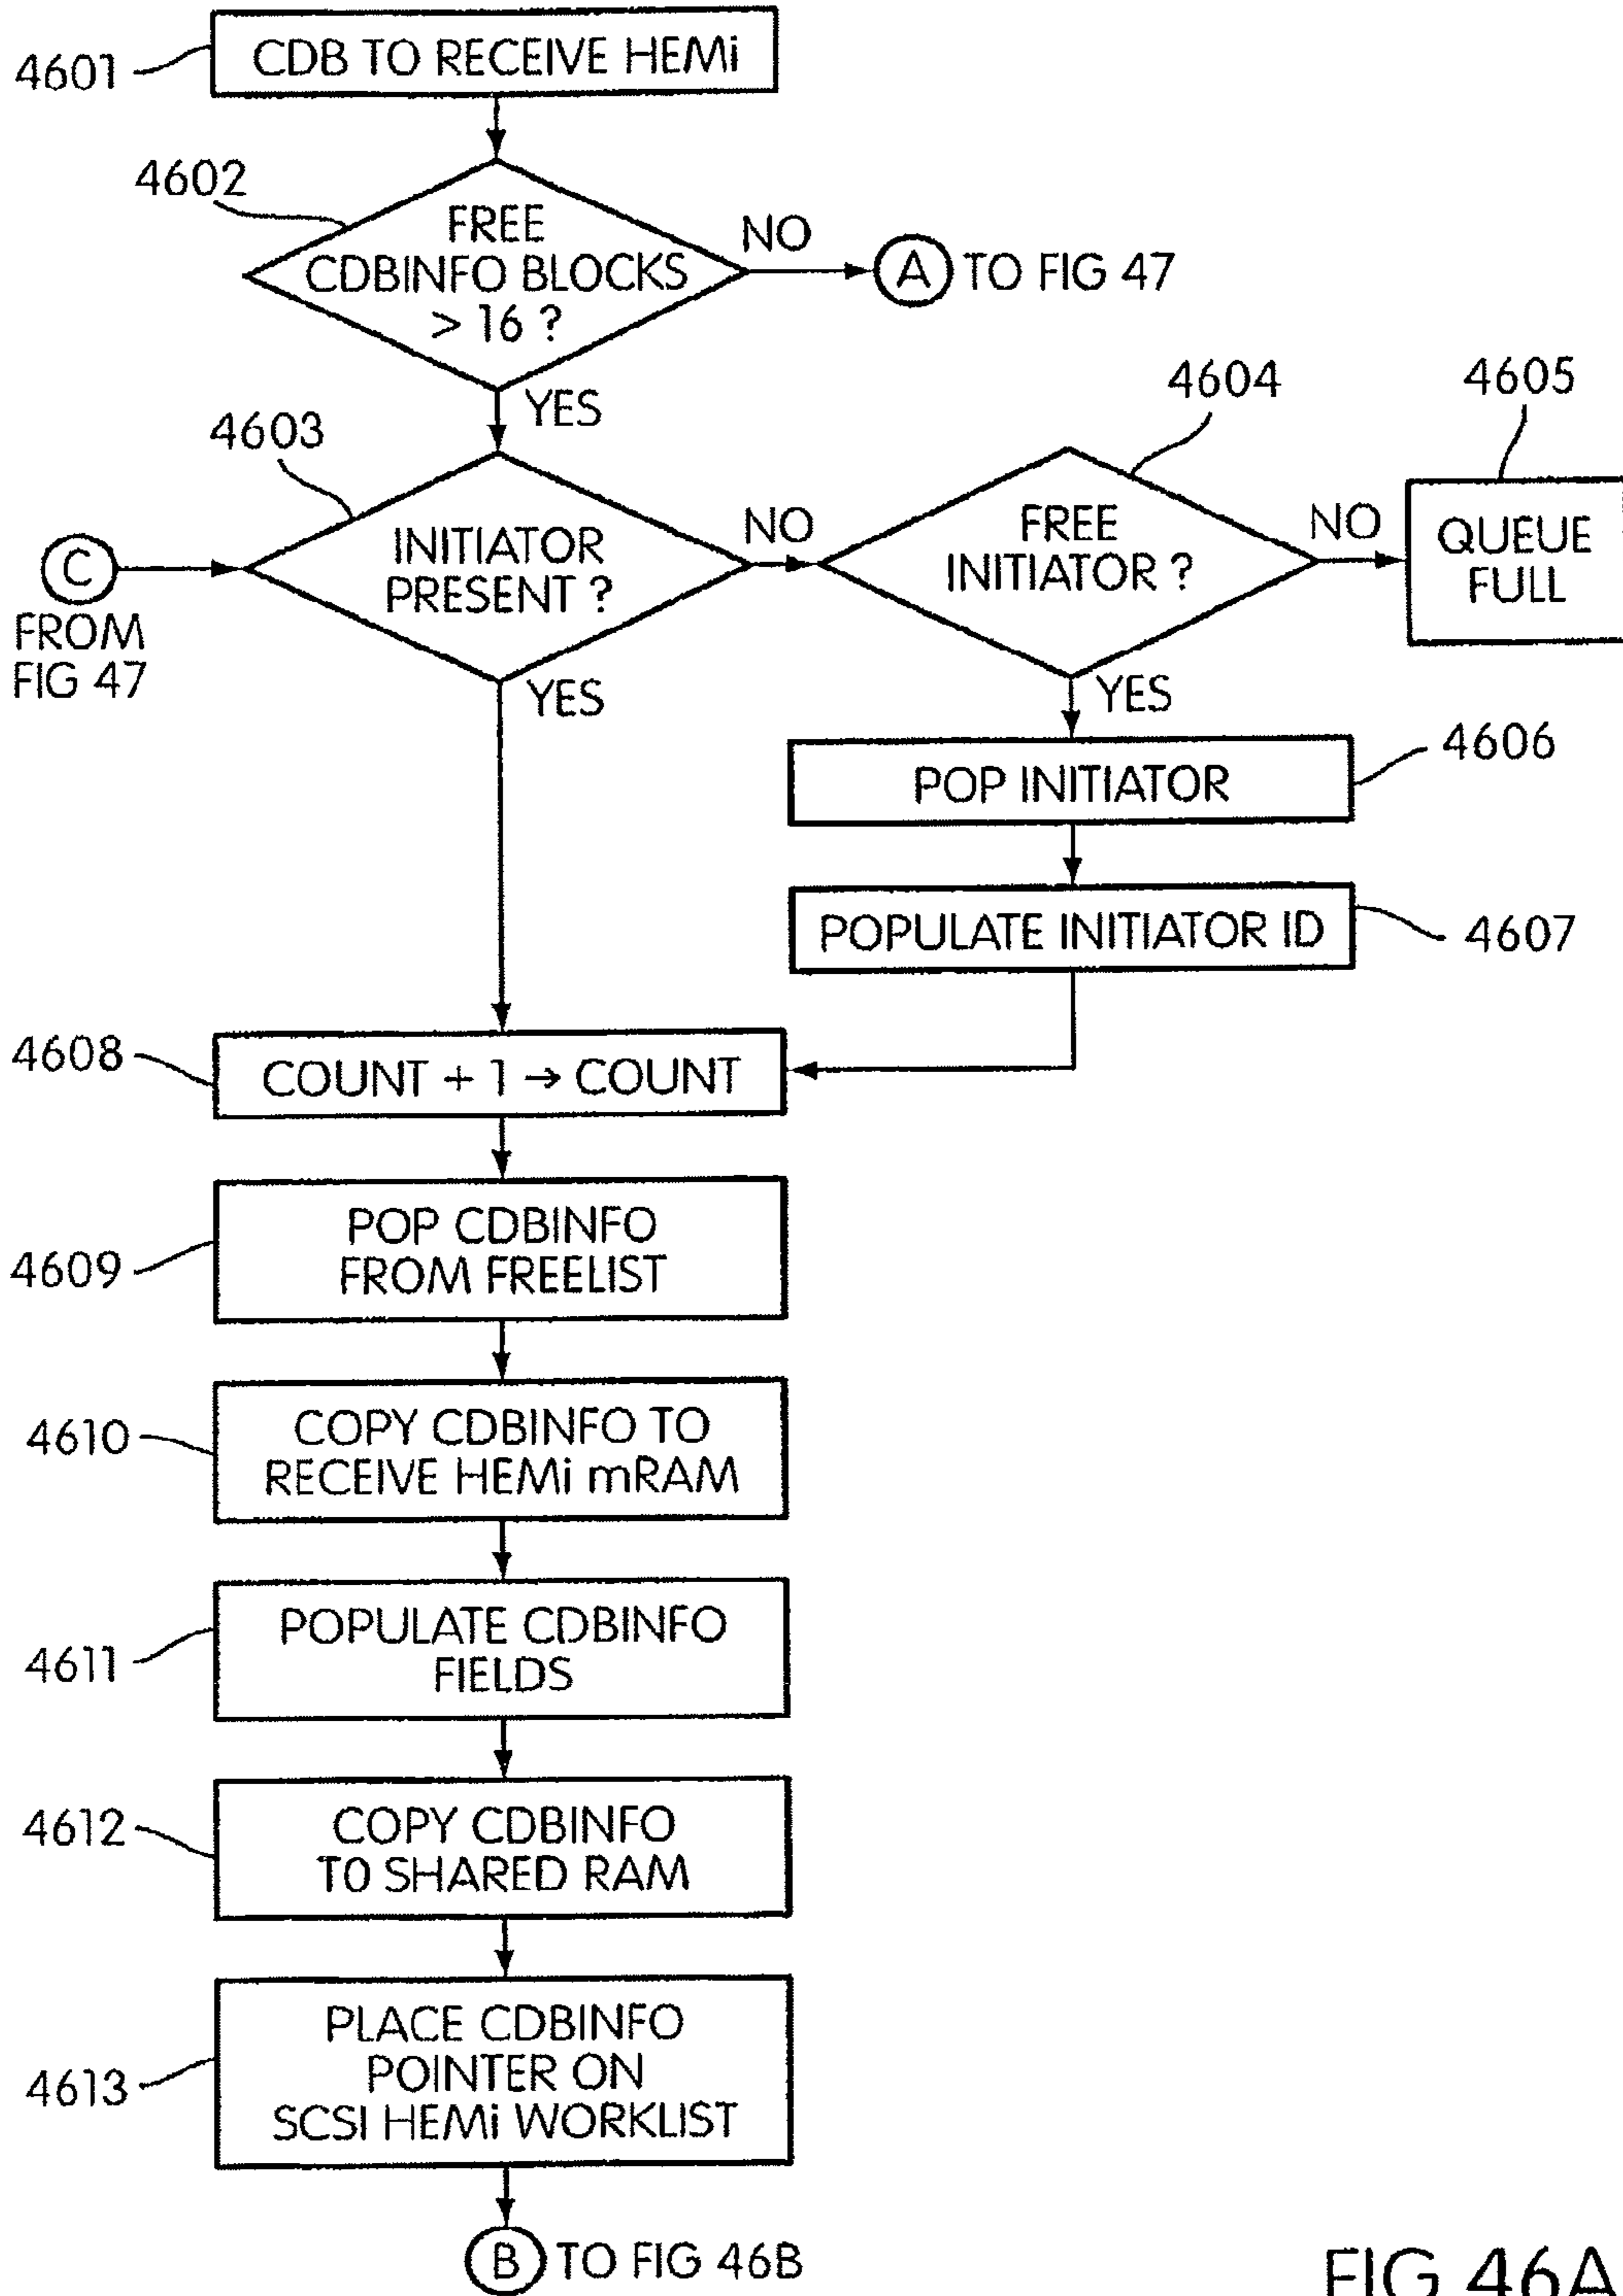 4601
CDB TO RECEIVE HEMi
4602
FREE
CDBINFO BLOCKS
> 16 ?
NO
A TO FIG 47
YES
4603
INITIATOR
PRESENT ?
C
FROM
FIG 47
NO
4604
FREE
INITIATOR ?
NO
4605
QUEUE
FULL
YES
YES
POP INITIATOR
4606
POPULATE INITIATOR ID
4607
4608
COUNT + 1 → COUNT
4609
POP CDBINFO
FROM FREELIST
4610
COPY CDBINFO TO
RECEIVE HEMi mRAM
4611
POPULATE CDBINFO
FIELDS
4612
COPY CDBINFO
TO SHARED RAM
4613
PLACE CDBINFO
POINTER ON
SCSI HEMi WORKLIST
B TO FIG 46B
FIG 46A